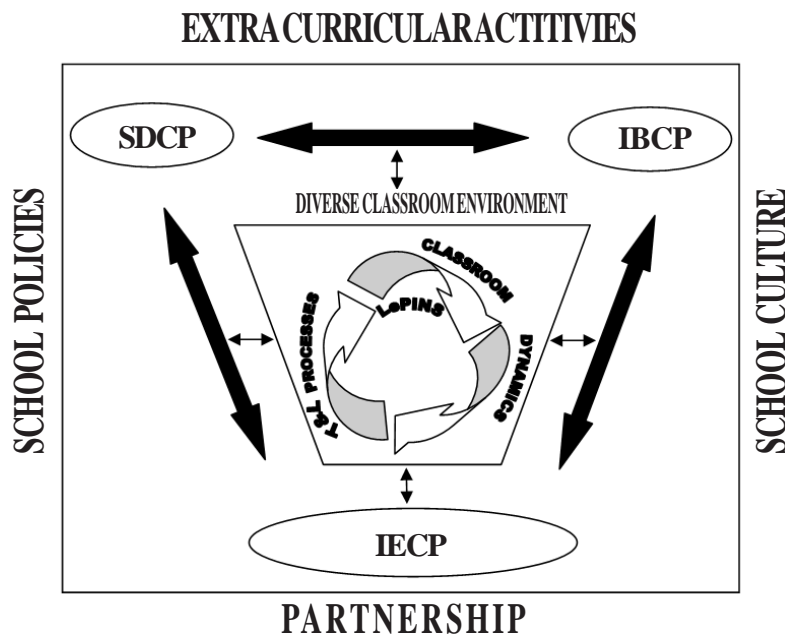 EXTRA CURRICULAR ACTITIVIES
SDCP
IBCP
SCHOOL POLICIES
DIVERSE CLASSROOM ENVIRONMENT
SCHOOL CULTURE
CLASSROOM
LePINS
T&L PROCESSES
DYNAMICS
IECP
PARTNERSHIP